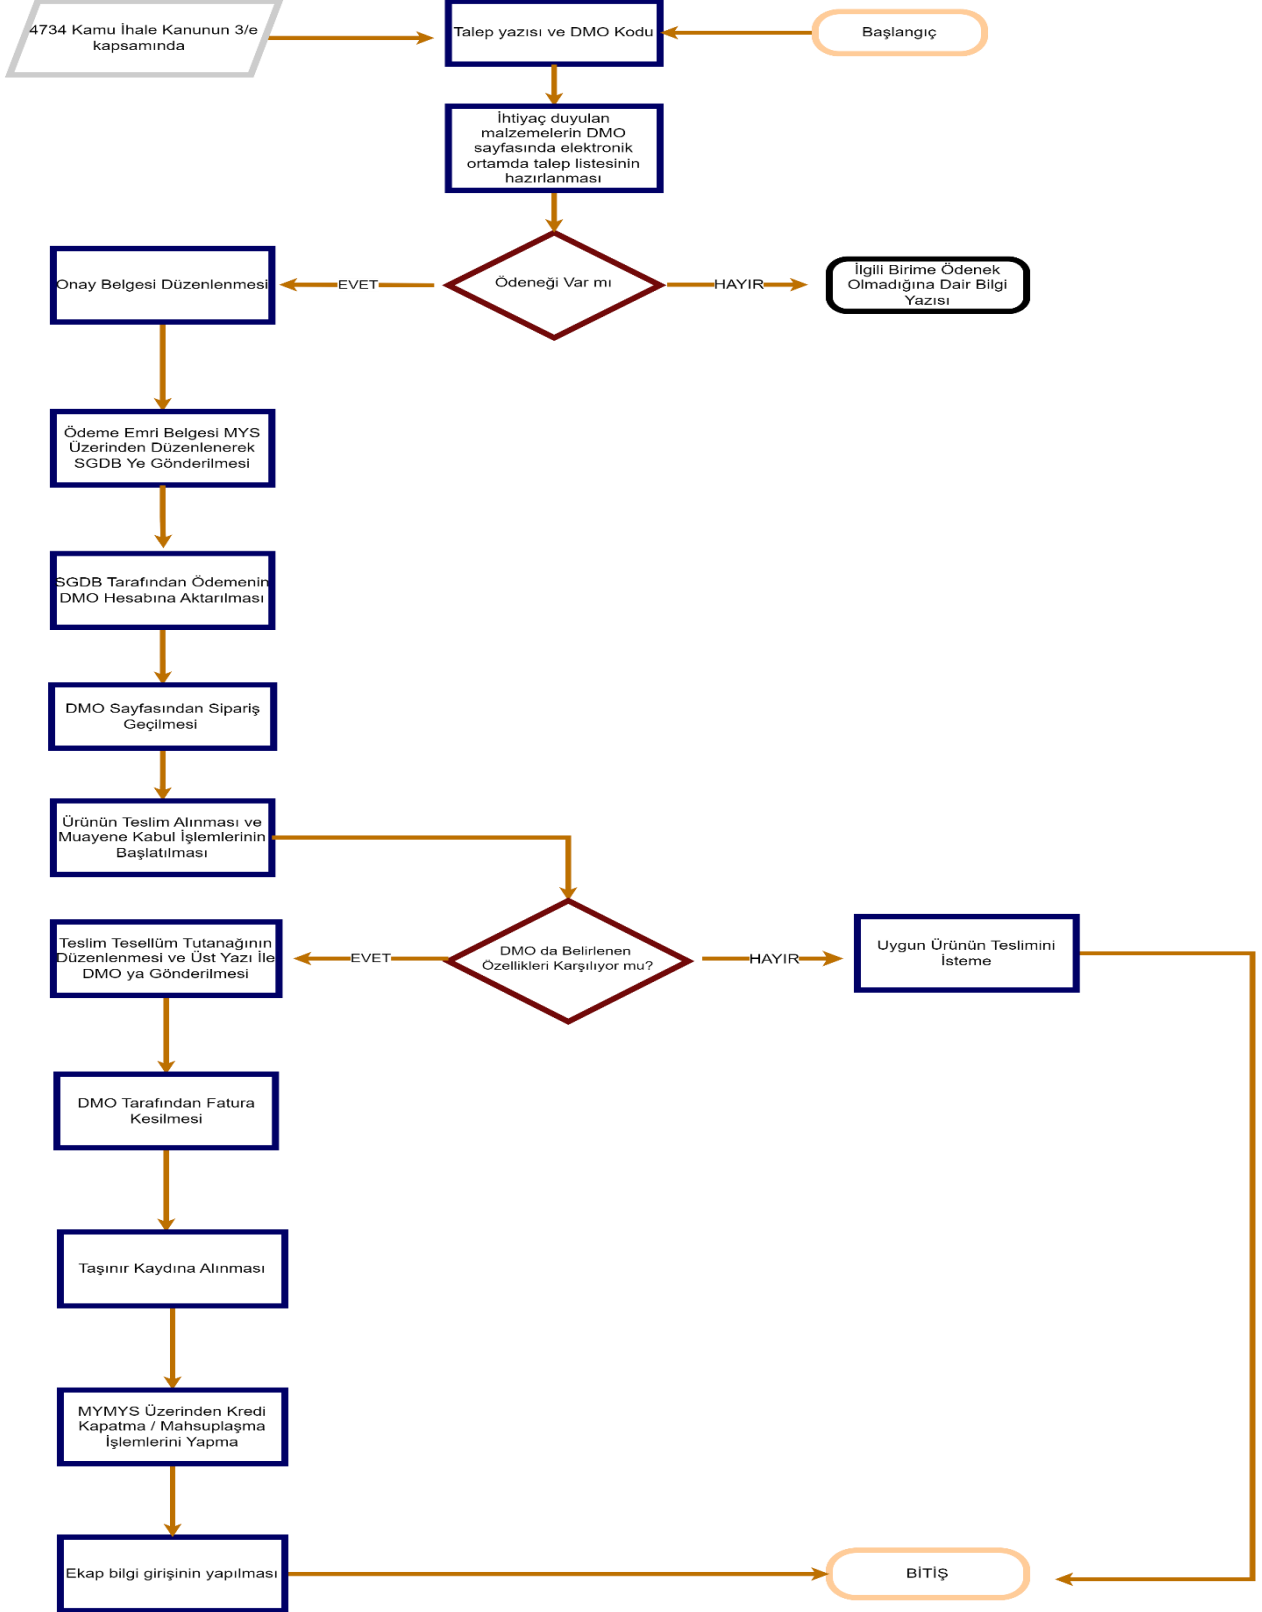 4734 Kamu İhale Kanunun 3/e
kapsamında
Talep yazısı ve DMO Kodu
Başlangıç
İhtiyaç duyulan
malzemelerin DMO
sayfasında elektronik
ortamda talep listesinin
hazırlanması
Onay Belgesi Düzenlenmesi
EVET
Ödeneği Var mı
HAYIR
İlgili Birime Ödenek
Olmadığına Dair Bilgi
Yazısı
Ödeme Emri Belgesi MYS
Üzerinden Düzenlenerek
SGDB Ye Gönderilmesi
SGDB Tarafından Ödemenin
DMO Hesabına Aktarılması
DMO Sayfasından Sipariş
Geçilmesi
Ürünün Teslim Alınması ve
Muayene Kabul İşlemlerinin
Başlatılması
Teslim Tesellüm Tutanağının
Düzenlenmesi ve Üst Yazı İle
DMO ya Gönderilmesi
EVET
DMO da Belirlenen
Özellikleri Karşılıyor mu?
HAYIR
Uygun Ürünün Teslimini
İsteme
DMO Tarafından Fatura
Kesilmesi
Taşınır Kaydına Alınması
MYMYS Üzerinden Kredi
Kapatma / Mahsuplaşma
İşlemlerini Yapma
Ekap bilgi girişinin yapılması
BİTİŞ